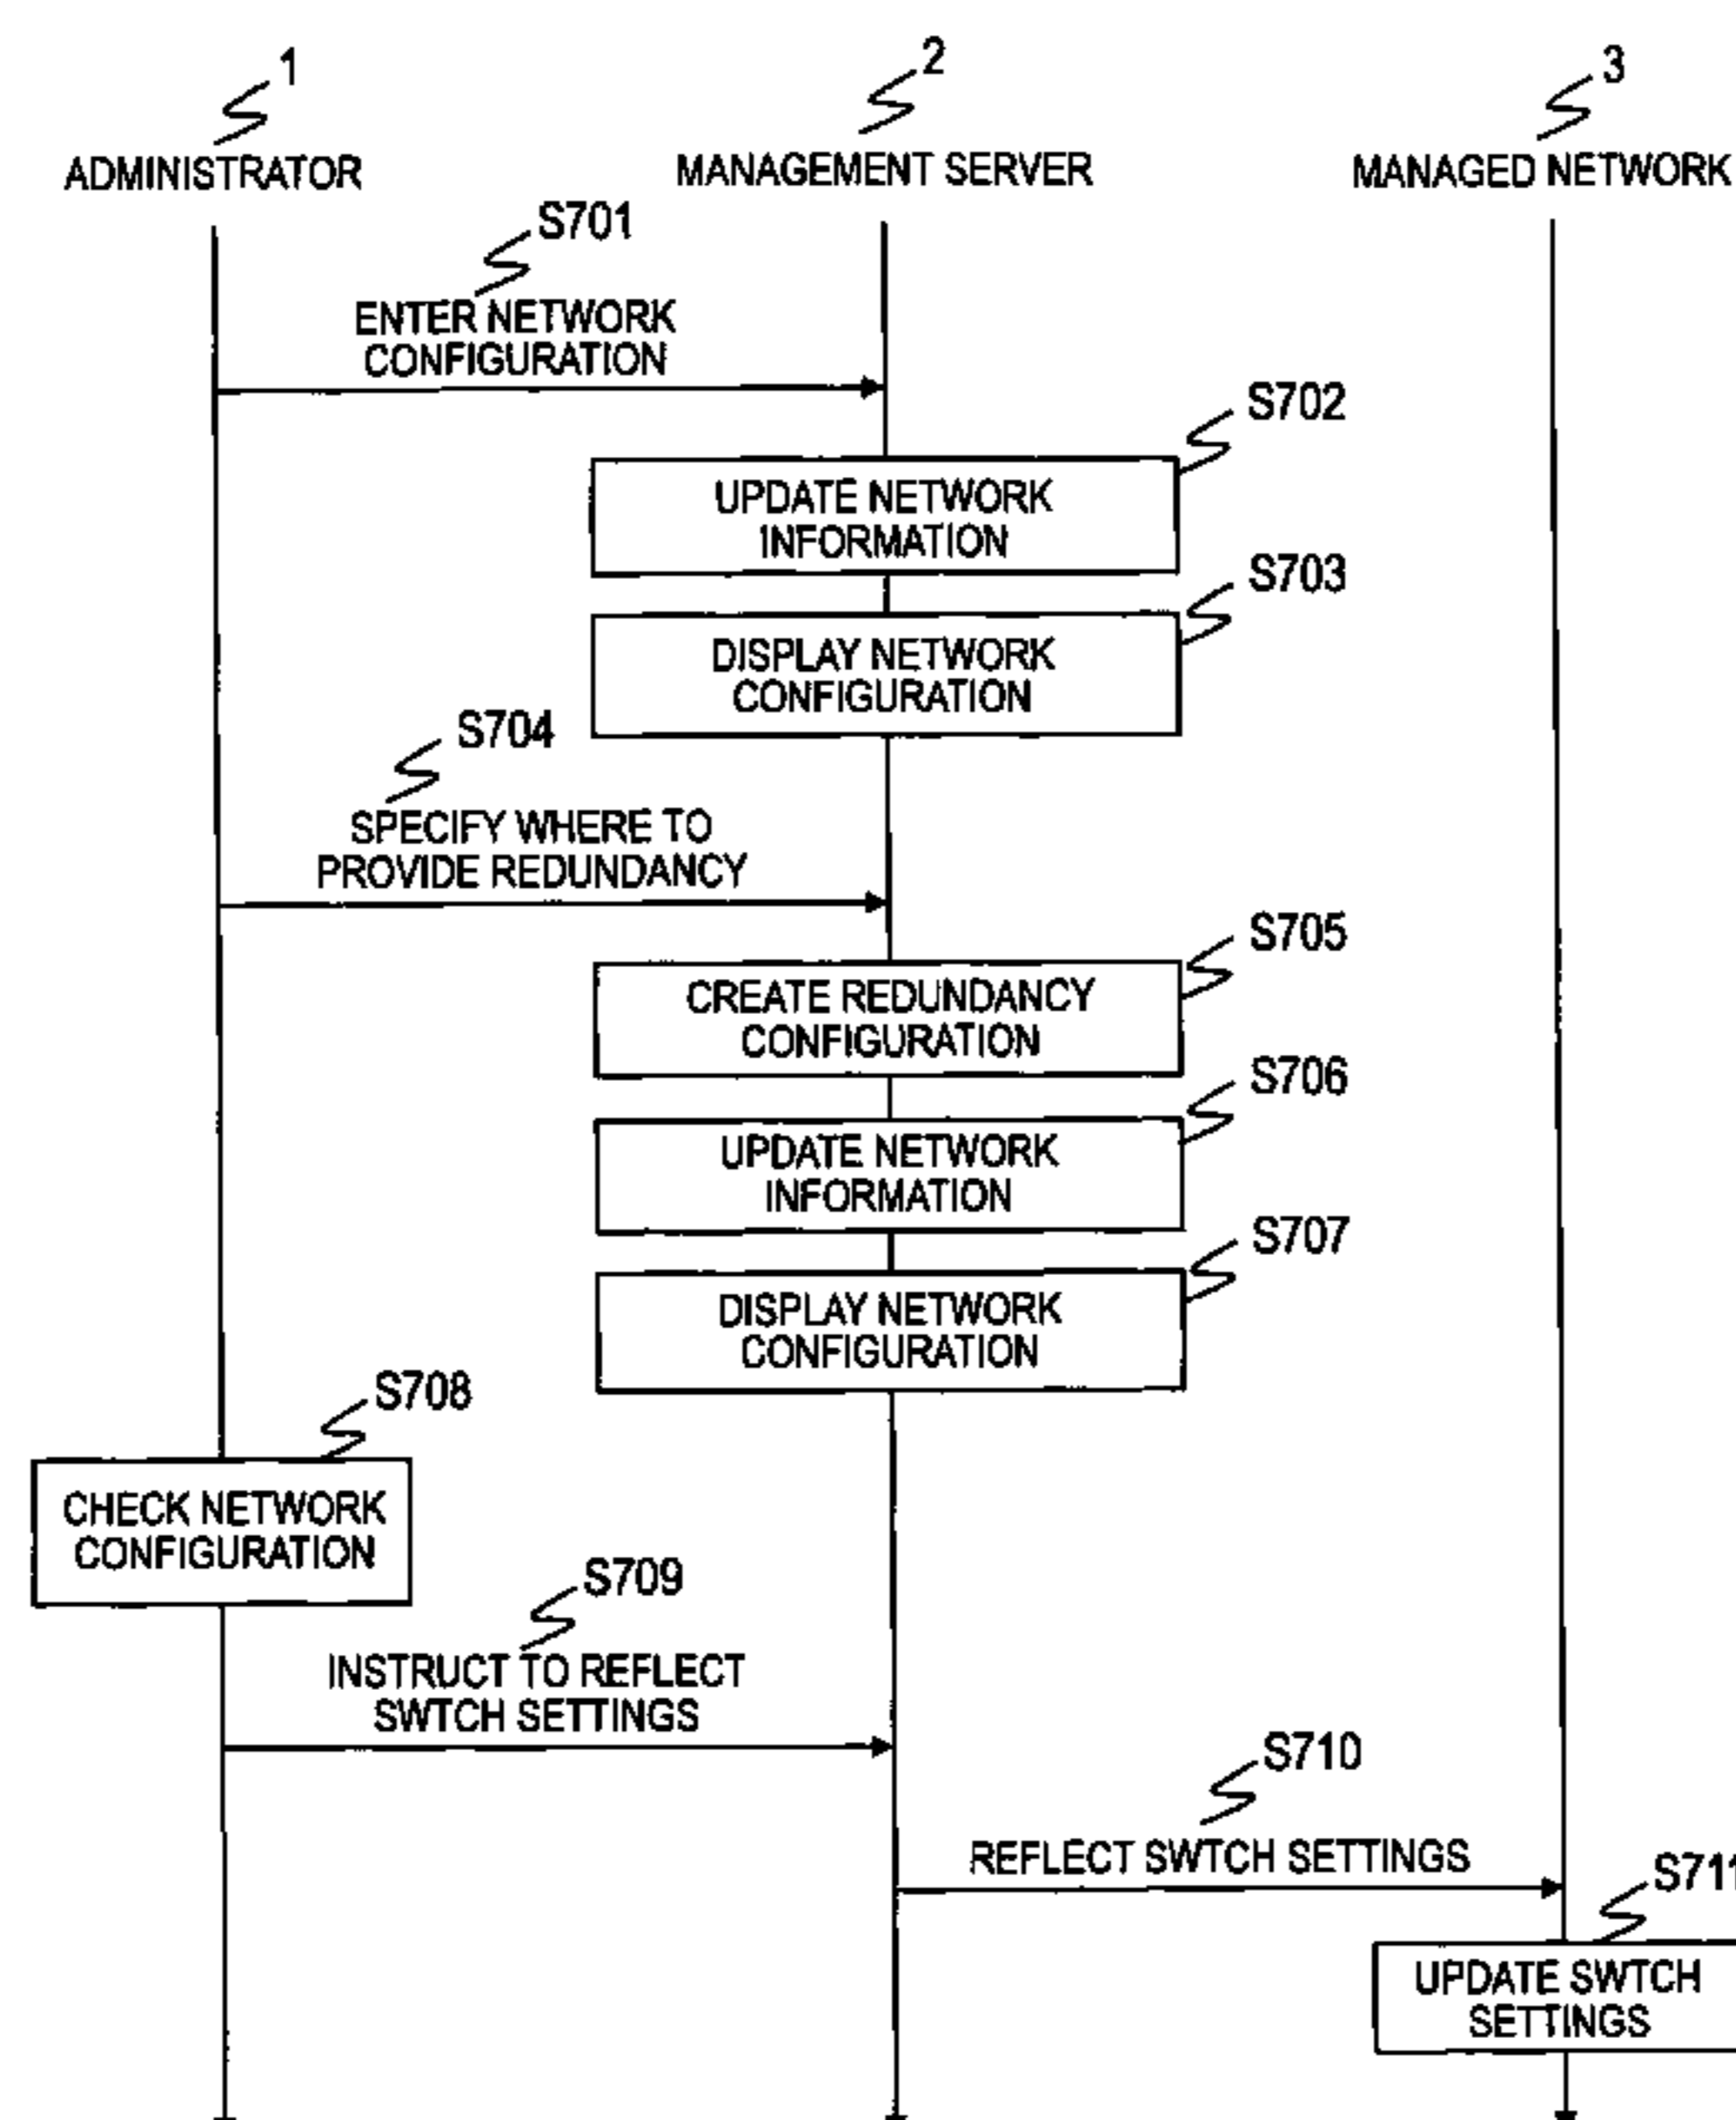 1
2
3
ADMINISTRATOR
MANAGEMENT SERVER
MANAGED NETWORK
S701
ENTER NETWORK
CONFIGURATION
S702
UPDATE NETWORK
INFORMATION
S703
DISPLAY NETWORK
CONFIGURATION
S704
SPECIFY WHERE TO
PROVIDE REDUNDANCY
S705
CREATE REDUNDANCY
CONFIGURATION
S706
UPDATE NETWORK
INFORMATION
S707
DISPLAY NETWORK
CONFIGURATION
S708
CHECK NETWORK
CONFIGURATION
S709
INSTRUCT TO REFLECT
SWTCH SETTINGS
S710
REFLECT SWTCH SETTINGS
S711
UPDATE SWTCH
SETTINGS